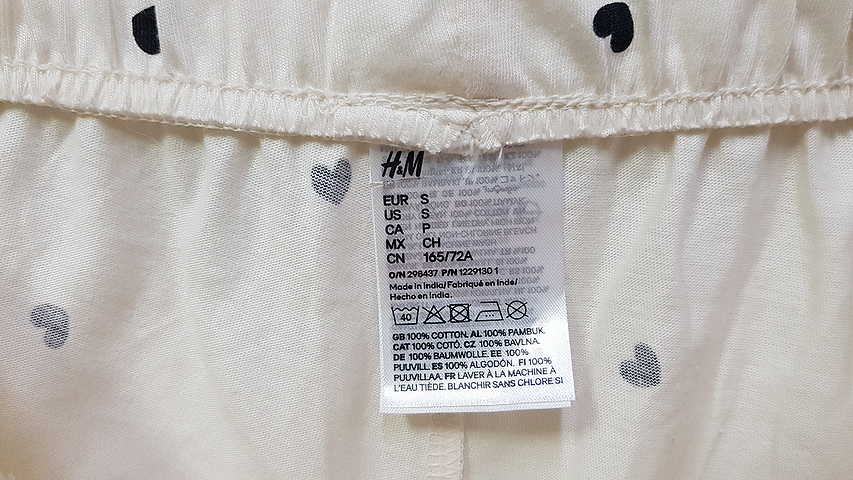 H&M
EUR S
US S
CA P
MX CH
CN 165/72A
O/N 298437 P/N 1229130 1
Made in India/Fabriqué en Inde/
Hecho en India.
40
GB 100% COTTON. AL 100% PAMBUK.
CAT 100% COTÓ. CZ 100% BAVLNA.
DE 100% BAUMWOLLE. EE 100%
PUUVILL. ES 100% ALGODÓN. FI 100%
PUUVILLAA. FR LAVER À LA MACHINE À
L'EAU TIÈDE. BLANCHIR SANS CHLORE SI